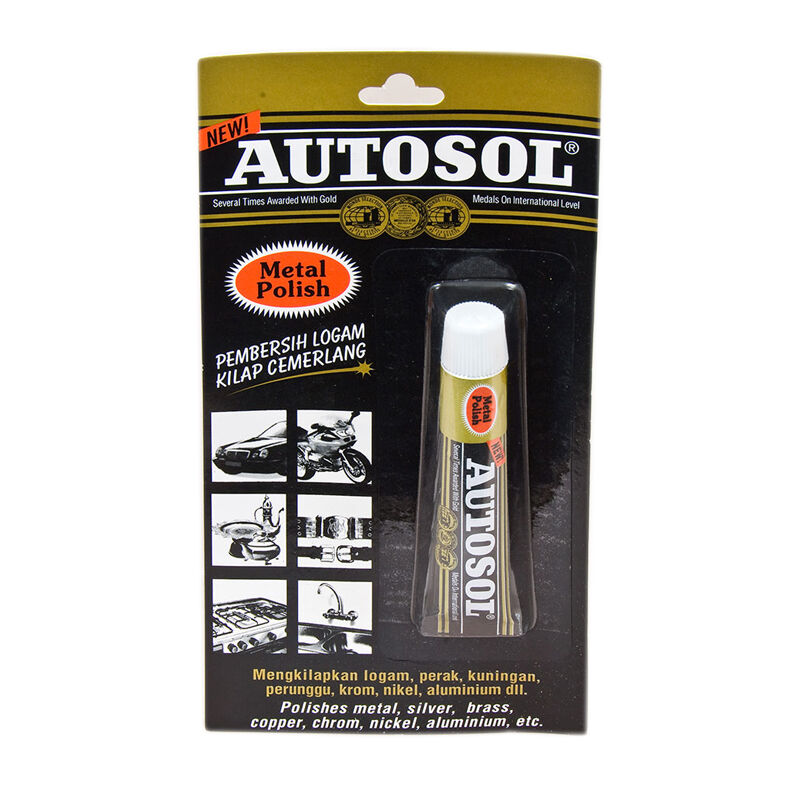 NEW!
AUTOSOL®
Several Times Awarded With Gold
Medals On International Level
Metal
Polish
PEMBERSIH LOGAM
KILAP CEMERLANG
Metal
Polish
NEW!
AUTOSOL®
Several Times Awarded With Gold
Medals On International
Mengkilapkan logam, perak, kuningan,
perunggu, krom, nikel, aluminium dll.
Polishes metal, silver, brass,
copper, chrom, nickel, aluminium, etc.